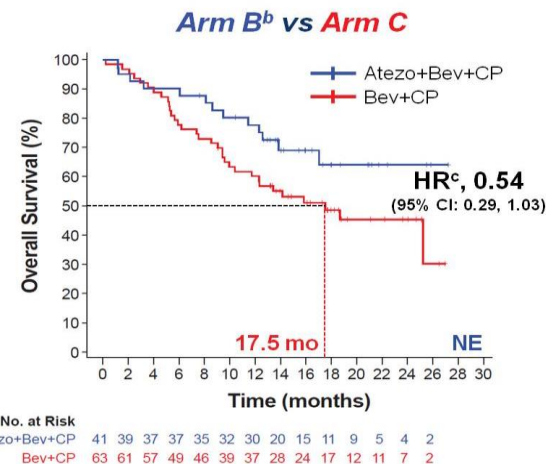 Arm Bᵇ vs Arm C
Atezo+Bev+CP
Bev+CP
Overall Survival (%)
100
90
80
70
60
50
40
30
20
10
0
HRᶜ, 0.54
(95% CI: 0.29, 1.03)
17.5 mo
NE
0 2 4 6 8 10 12 14 16 18 20 22 24 26 28 30
Time (months)
No. at Risk
zo+Bev+CP 41 39 37 37 35 32 30 20 15 11 9 5 4 2
Bev+CP 63 61 57 49 46 39 37 28 24 17 12 11 7 2